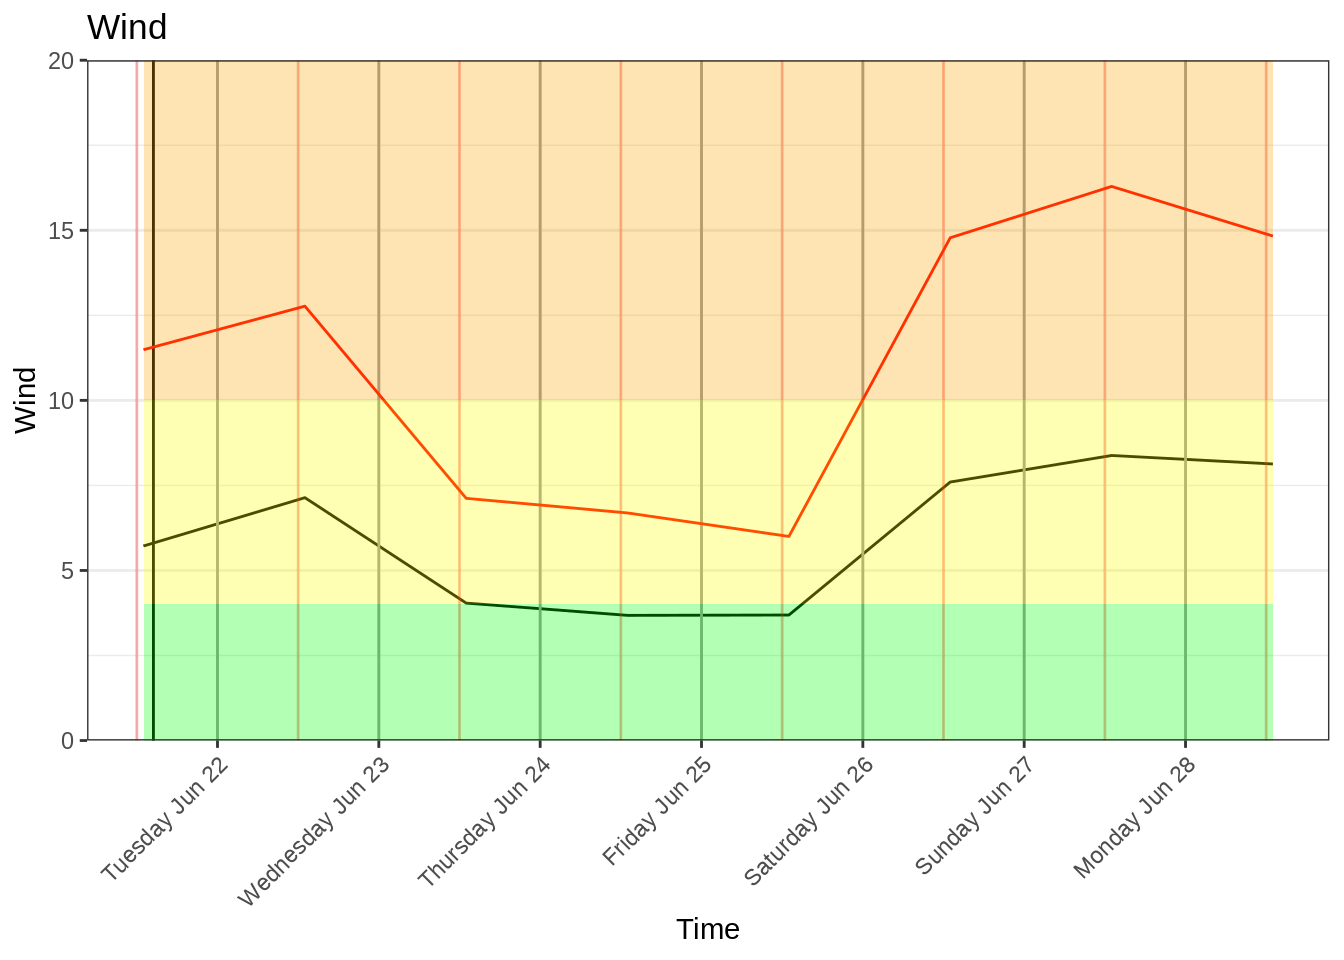 Wind
20
15
10
5
0
Wind
Tuesday Jun 22
Wednesday Jun 23
Thursday Jun 24
Friday Jun 25
Saturday Jun 26
Sunday Jun 27
Monday Jun 28
Time